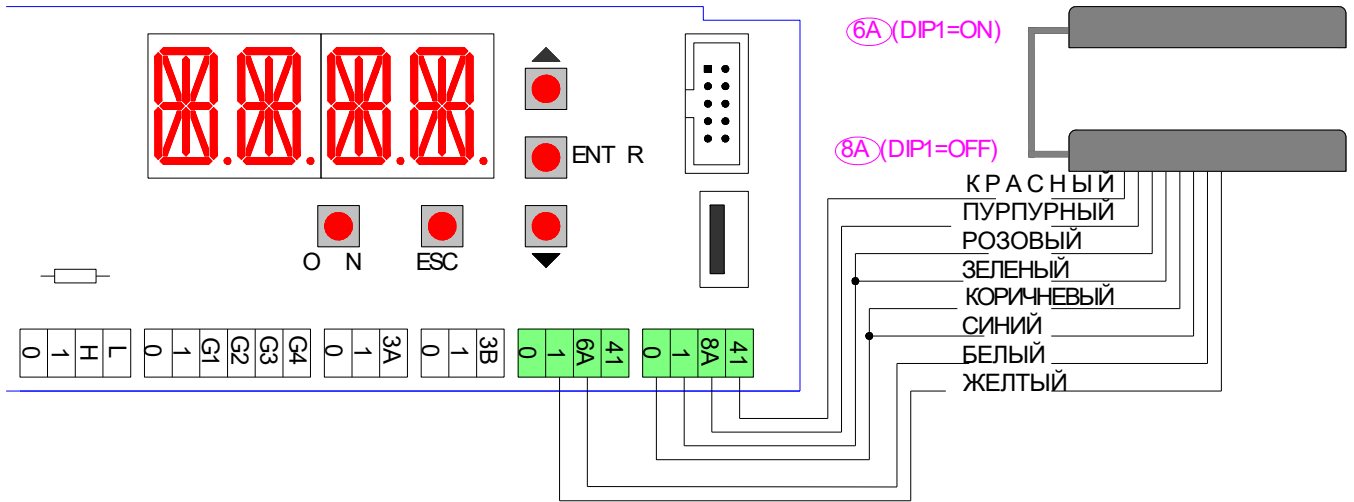 6A (DIP1=ON)
8A (DIP1=OFF)
ENT R
O N
ESC
КРАСНЫЙ
ПУРПУРНЫЙ
РОЗОВЫЙ
ЗЕЛЕНЫЙ
КОРИЧНЕВЫЙ
СИНИЙ
БЕЛЫЙ
ЖЕЛТЫЙ
0 1 H L
0 1 G1 G2 G3 G4
0 1 3A
0 1 3B
0 1 6A 41
0 1 8A 41